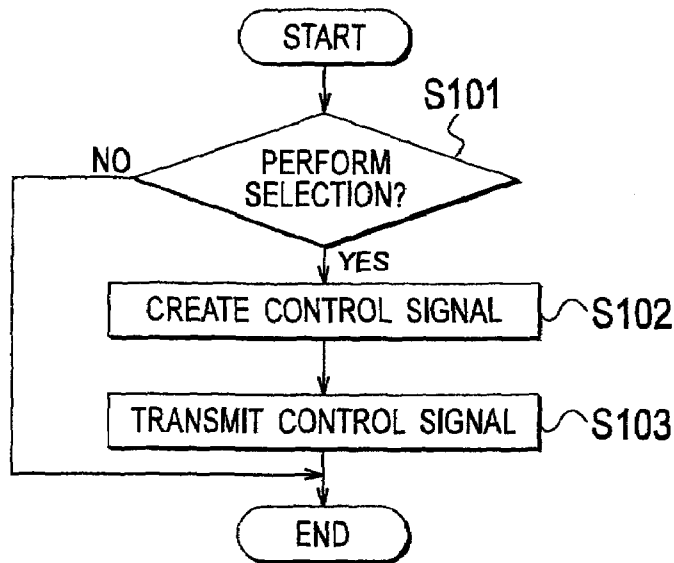 START
S101
NO
PERFORM
SELECTION?
YES
CREATE CONTROL SIGNAL
S102
TRANSMIT CONTROL SIGNAL
S103
END